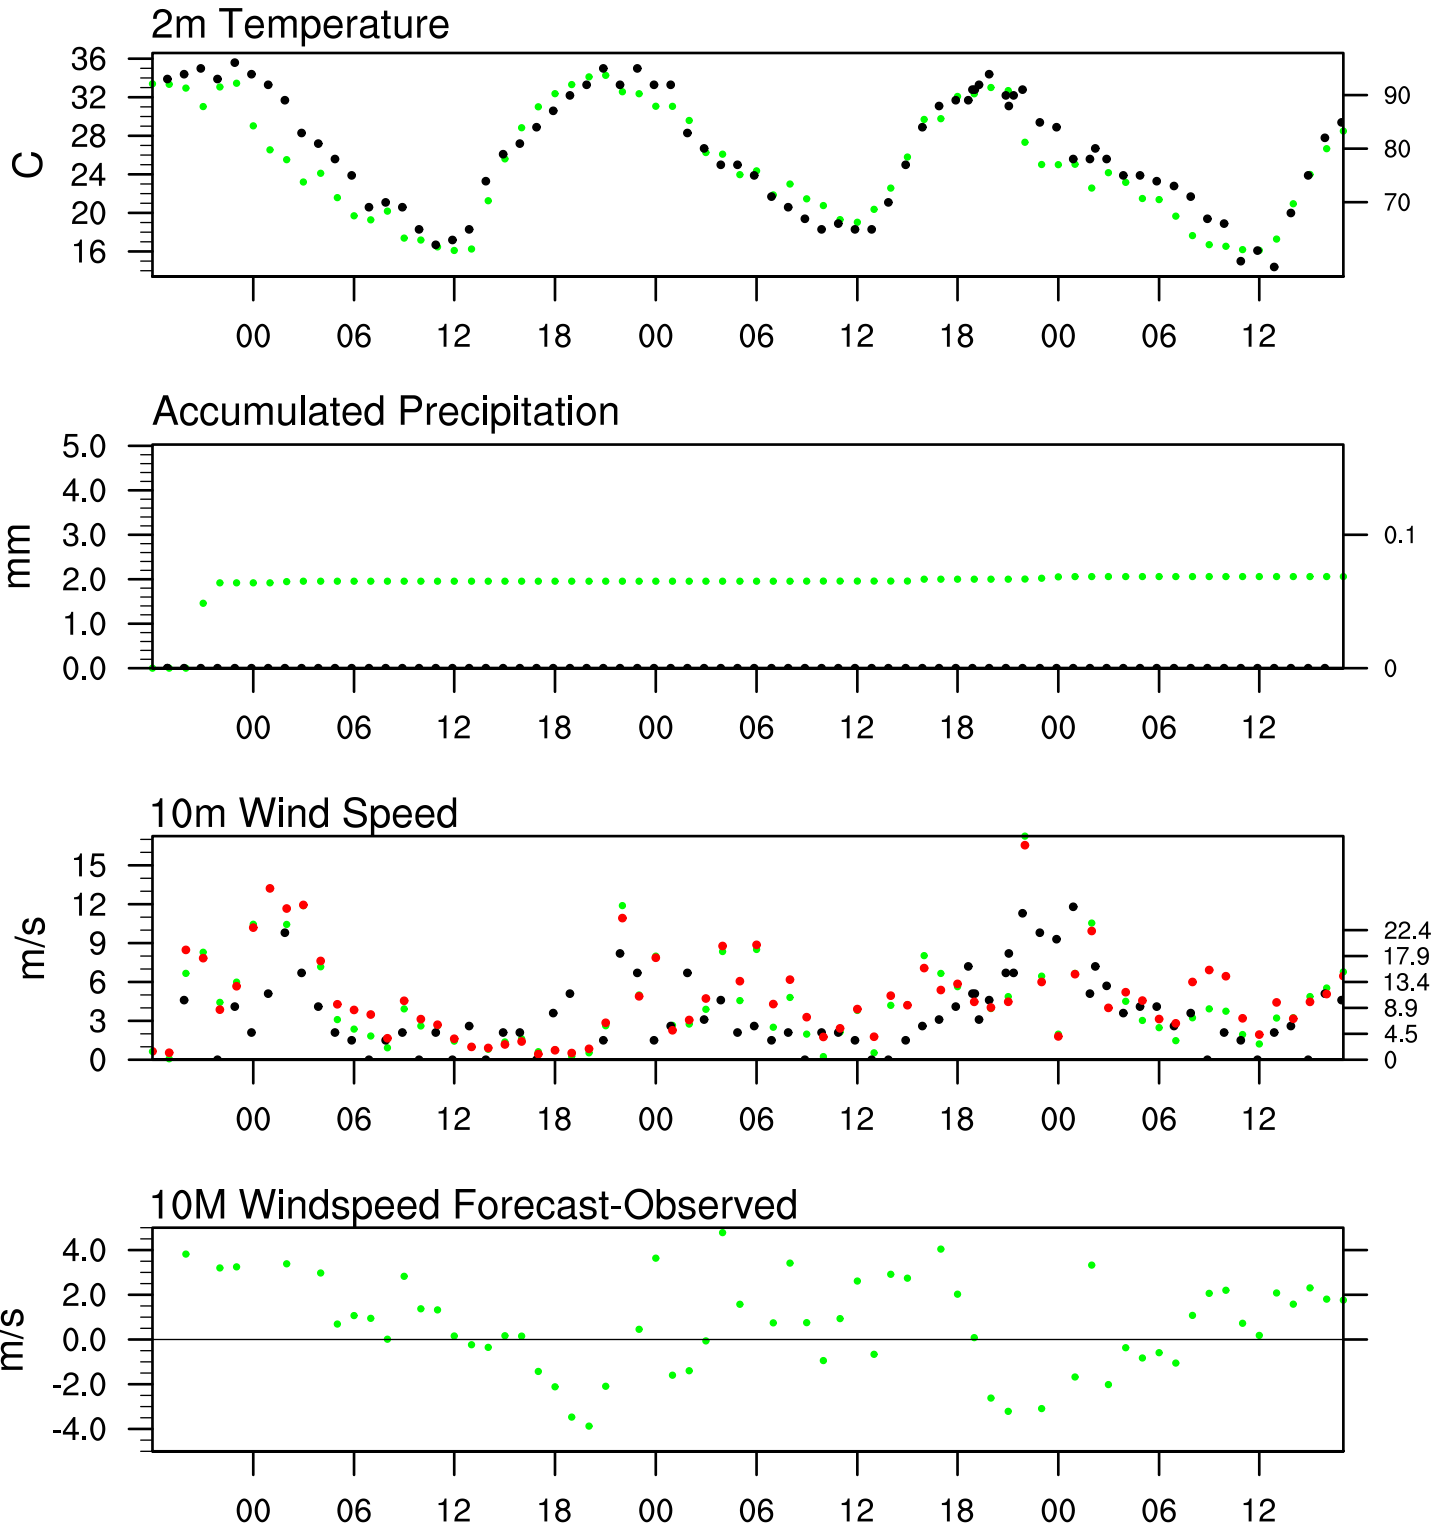 2m Temperature
36
32
28
24
20
16
C
90
80
70
00 06 12 18 00 06 12 18 00 06 12
Accumulated Precipitation
5.0
4.0
3.0
2.0
1.0
0.0
mm
0.1
0
00 06 12 18 00 06 12 18 00 06 12
10m Wind Speed
15
12
9
6
3
0
m/s
22.4
17.9
13.4
8.9
4.5
0
00 06 12 18 00 06 12 18 00 06 12
10M Windspeed Forecast-Observed
4.0
2.0
0.0
-2.0
-4.0
m/s
00 06 12 18 00 06 12 18 00 06 12